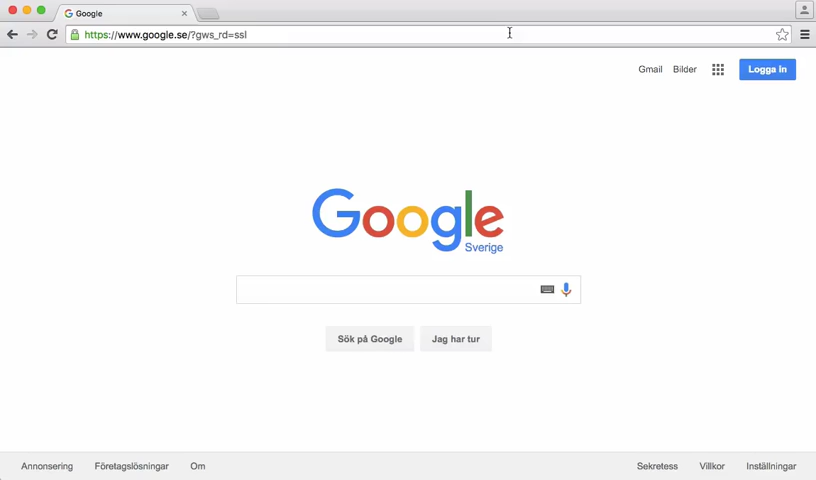 Google
https://www.google.se/?gws_rd=ssl
Gmail Bilder Logga in
Google
Sverige
Sök på Google Jag har tur
Annonsering Företagslösningar Om Sekretess Villkor Inställningar